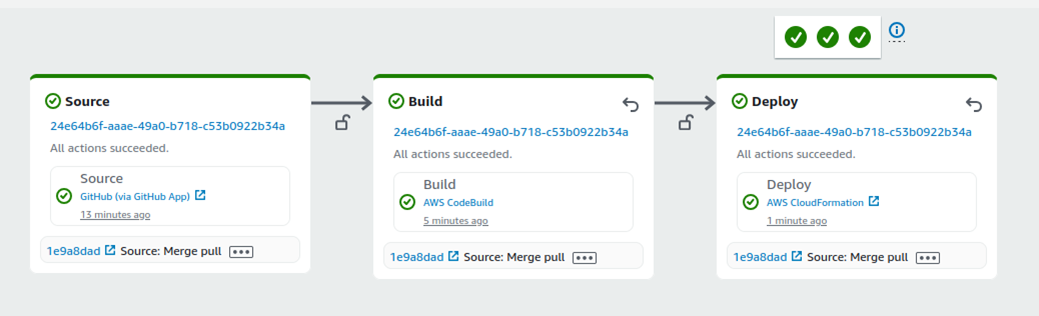 Source
24e64b6f-aaae-49a0-b718-c53b0922b34a
All actions succeeded.
Source
GitHub (via GitHub App)
13 minutes ago
1e9a8dad Source: Merge pull
Build
24e64b6f-aaae-49a0-b718-c53b0922b34a
All actions succeeded.
Build
AWS CodeBuild
5 minutes ago
1e9a8dad Source: Merge pull
Deploy
24e64b6f-aaae-49a0-b718-c53b0922b34a
All actions succeeded.
Deploy
AWS CloudFormation
1 minute ago
1e9a8dad Source: Merge pull